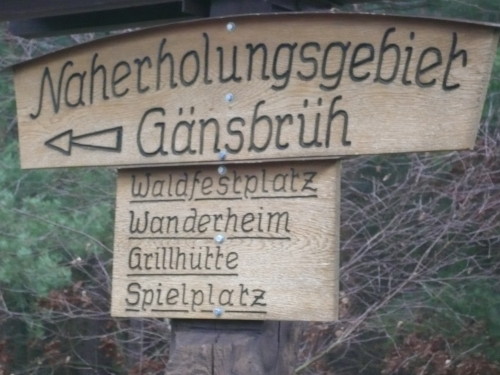 Naherholungsgebiet
Gänsbrüh
Waldfestplatz
Wanderheim
Grillhütte
Spielplatz